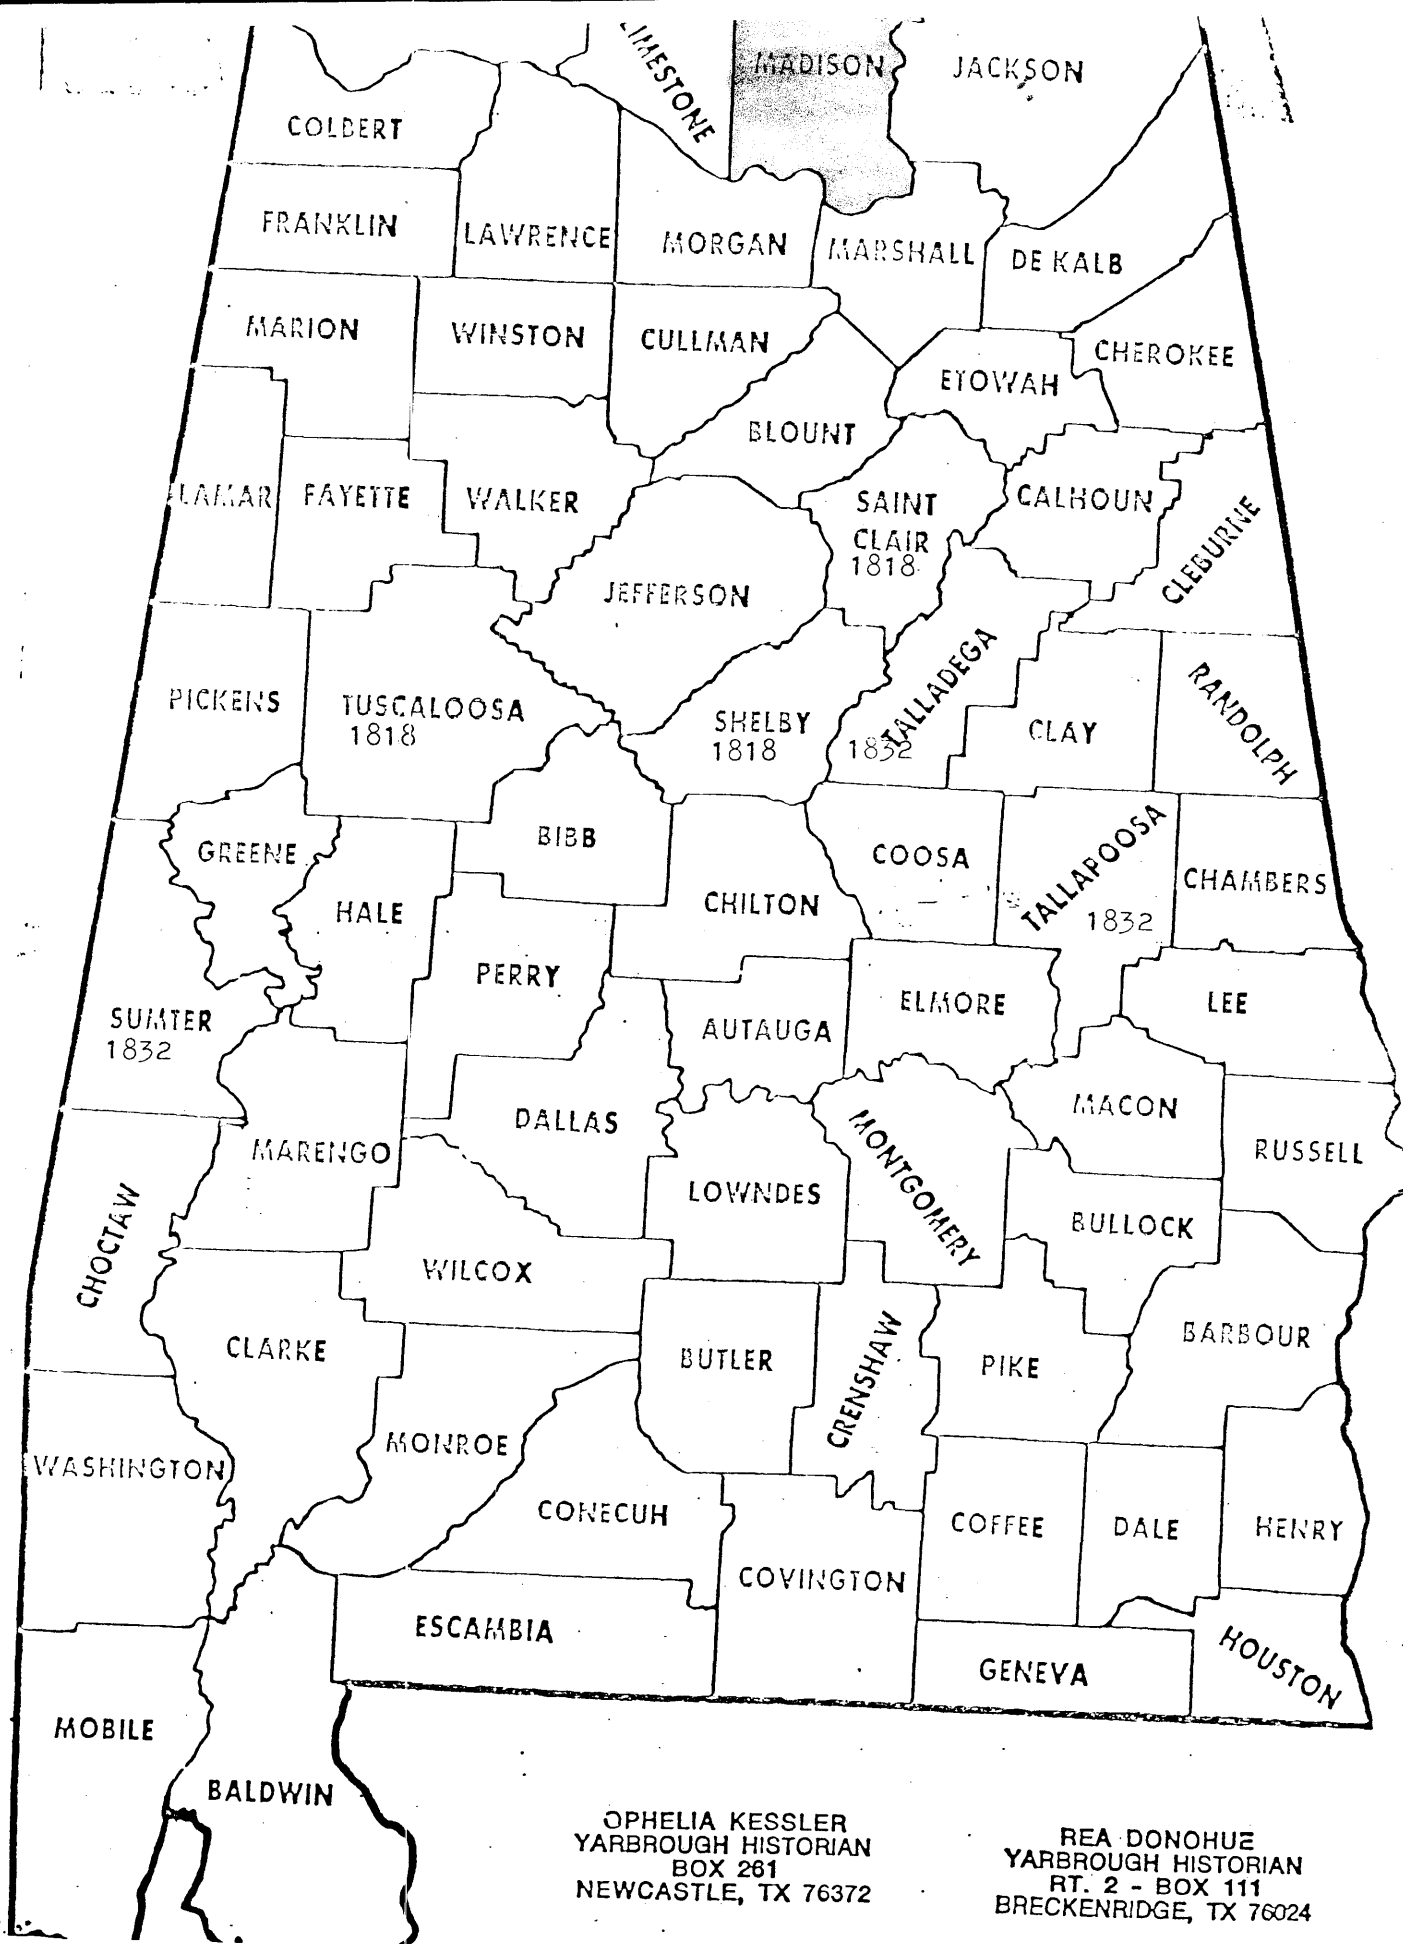 LIMESTONE
MADISON
JACKSON
COLBERT
FRANKLIN
LAWRENCE
MORGAN
MARSHALL
DE KALB
MARION
WINSTON
CULLMAN
CHEROKEE
ETOWAH
BLOUNT
LAMAR
FAYETTE
WALKER
SAINT
CLAIR
1818
CALHOUN
CLEBURNE
JEFFERSON
PICKENS
TUSCALOOSA
1818
SHELBY
1818
TALLADEGA
1832
CLAY
RANDOLPH
GREENE
BIBB
COOSA
TALLAPOOSA
1832
CHAMBERS
HALE
CHILTON
PERRY
SUMTER
1832
AUTAUGA
ELMORE
LEE
MARENGO
DALLAS
MACON
RUSSELL
CHOCTAW
LOWNDES
MONTGOMERY
BULLOCK
WILCOX
CLARKE
BUTLER
CRENSHAW
PIKE
BARBOUR
WASHINGTON
MONROE
CONECUH
COFFEE
DALE
HENRY
COVINGTON
ESCAMBIA
GENEVA
HOUSTON
MOBILE
BALDWIN
OPHELIA KESSLER
YARBROUGH HISTORIAN
BOX 261
NEWCASTLE, TX 76372
REA DONOHUE
YARBROUGH HISTORIAN
RT. 2 - BOX 111
BRECKENRIDGE, TX 76024